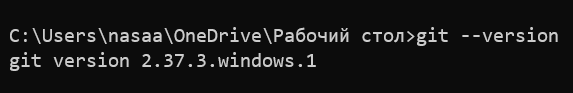 C:\Users\nasaa\OneDrive\Рабочий стол>git --version
git version 2.37.3.windows.1